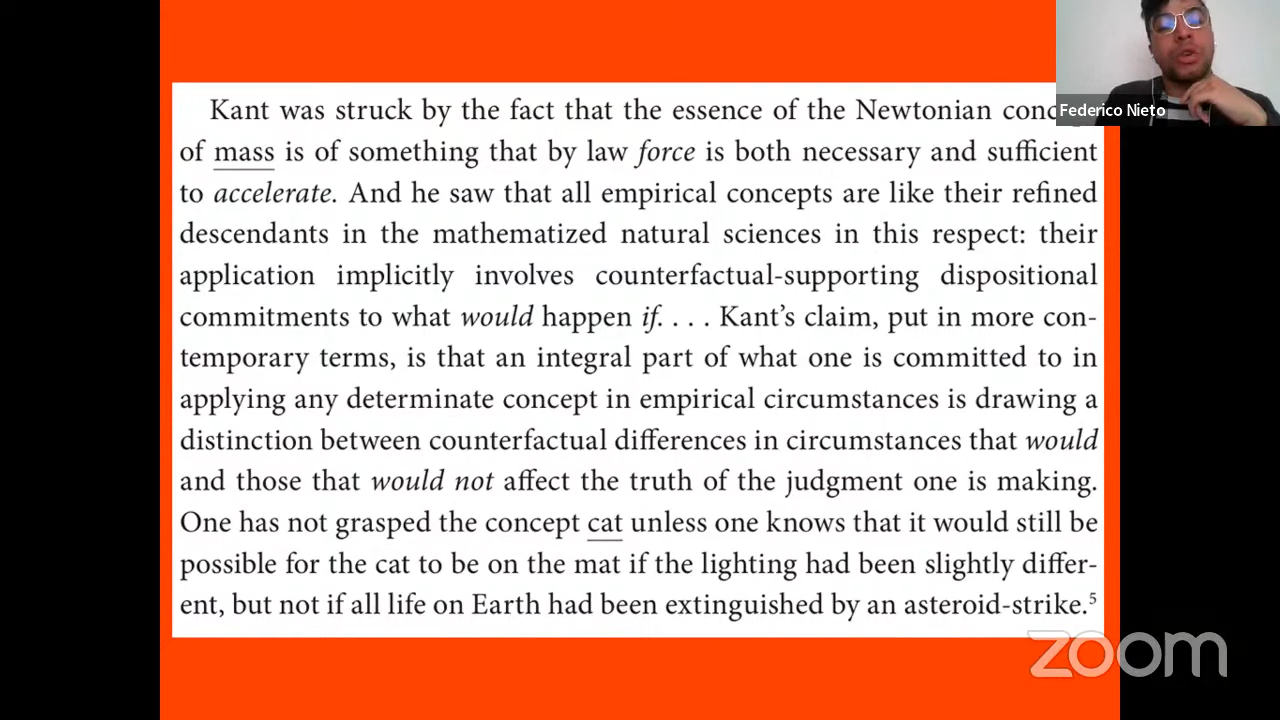 Kant was struck by the fact that the essence of the Newtonian
of mass is of something that by law force is both necessary and sufficient
to accelerate. And he saw that all empirical concepts are like their refined
descendants in the mathematized natural sciences in this respect: their
application implicitly involves counterfactual-supporting dispositional
commitments to what would happen if. . . . Kant’s claim, put in more con-
temporary terms, is that an integral part of what one is committed to in
applying any determinate concept in empirical circumstances is drawing a
distinction between counterfactual differences in circumstances that would
and those that would not affect the truth of the judgment one is making.
One has not grasped the concept cat unless one knows that it would still be
possible for the cat to be on the mat if the lighting had been slightly differ-
ent, but not if all life on Earth had been extinguished by an asteroid-strike.5
Federico Nieto
zoom